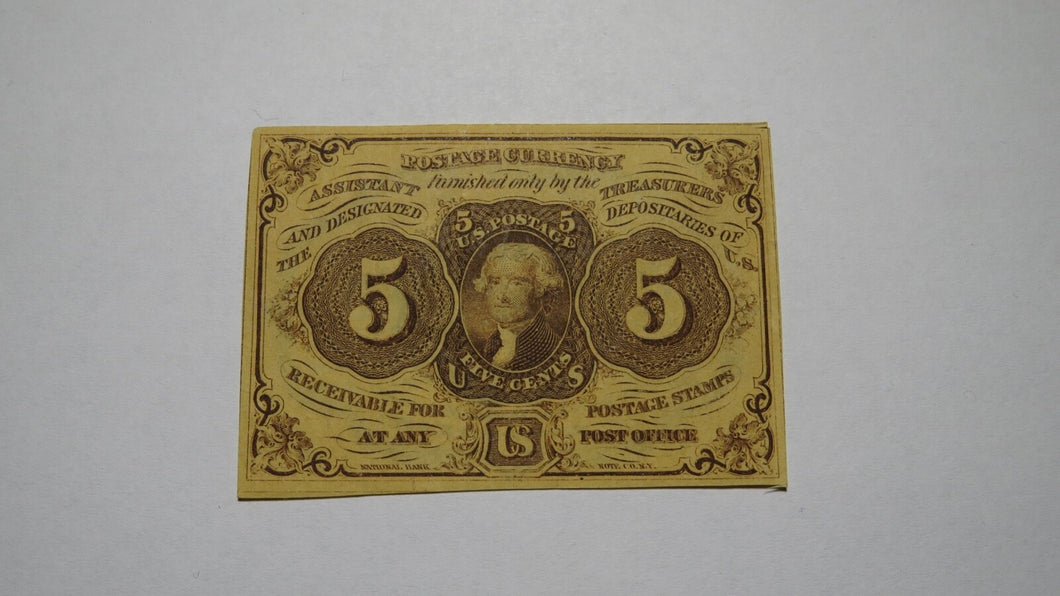 POSTAGE CURRENCY
furnished only by the
ASSISTANT TREASURERS
AND DESIGNATED DEPOSITARIES OF
THE U.S.
5 5
U.S. POSTAGE
5 5
FIVE CENTS
U S
RECEIVABLE FOR POSTAGE STAMPS
AT ANY POST OFFICE
US
NATIONAL BANK NOTE CO. N.Y.